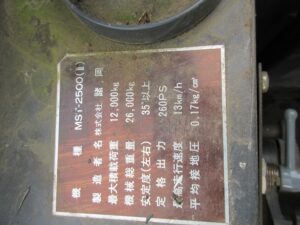 機 種 MST-2500(Ⅱ)
製造者名 株式会社 諸岡
最大積載荷重 12,000kg
機械総重量 26,000kg
安定度(左右) 35°以上
定格出力 260PS
最高走行速度 13km/h
平均接地圧 0.17kg/cm²